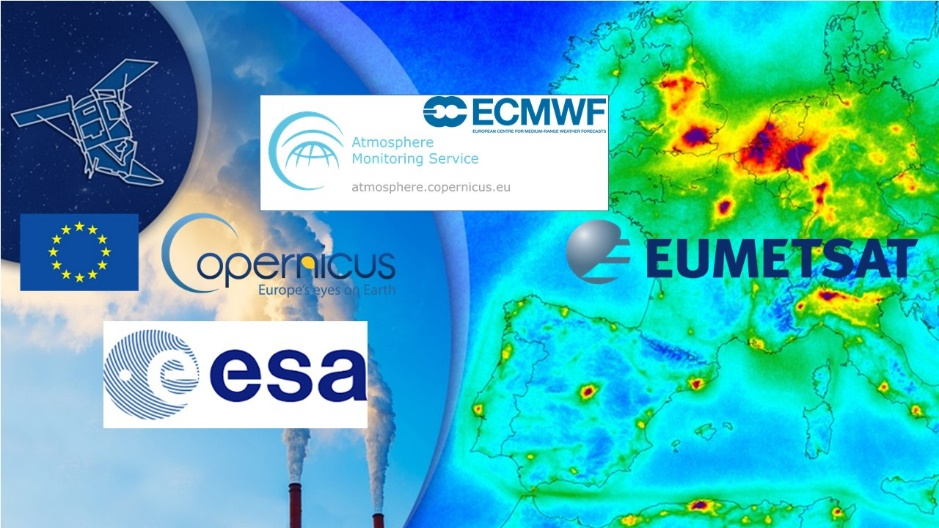 ECMWF
EUROPEAN CENTRE FOR MEDIUM-RANGE WEATHER FORECASTS
Atmosphere
Monitoring Service
atmosphere.copernicus.eu
Copernicus
Europe's eyes on Earth
EUMETSAT
esa